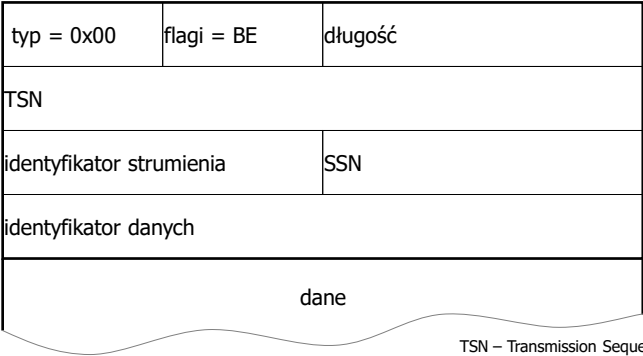 typ = 0x00 flagi = BE długość
TSN
identyfikator strumienia SSN
identyfikator danych
dane
TSN – Transmission